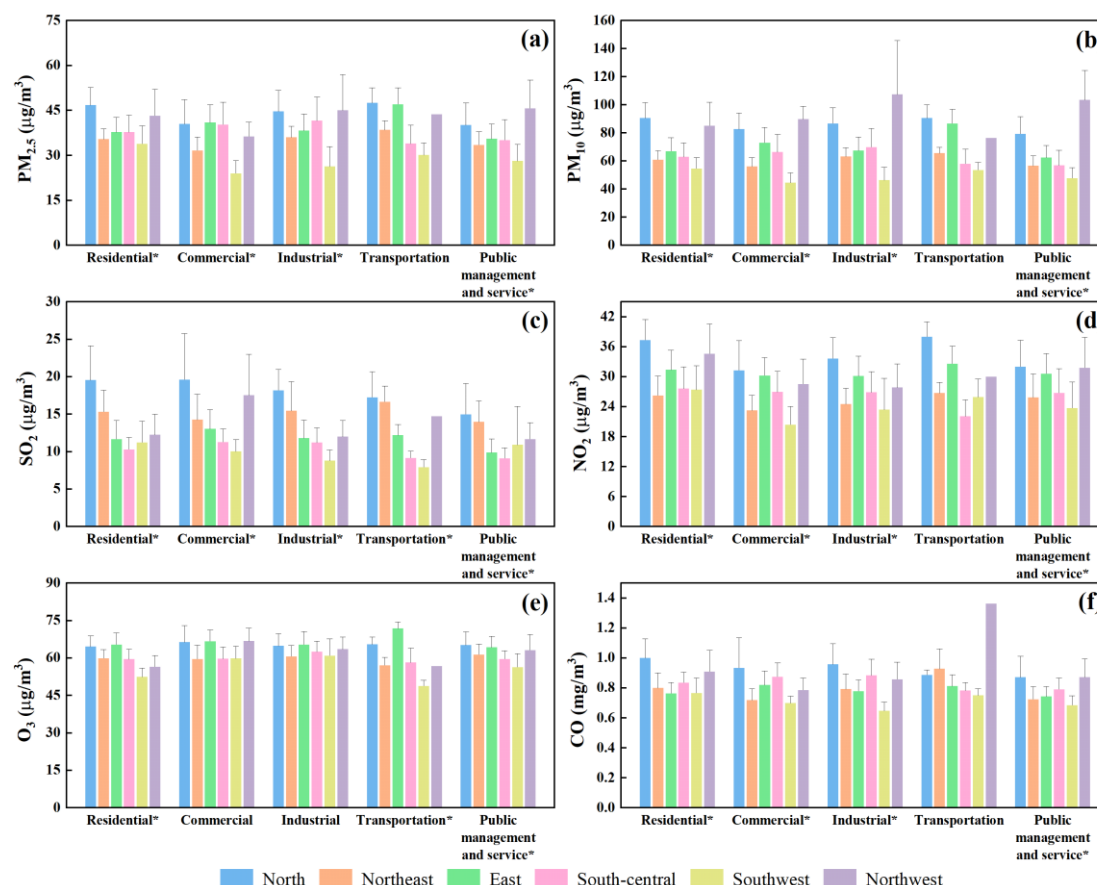 (a)
PM2.5 (μg/m3)
75
60
45
30
15
0
Residential* Commercial* Industrial* Transportation Public
management
and service*
(b)
PM10 (μg/m3)
160
140
120
100
80
60
40
20
0
Residential* Commercial* Industrial* Transportation Public
management
and service*
(c)
SO2 (μg/m3)
30
25
20
15
10
5
0
Residential* Commercial* Industrial* Transportation* Public
management
and service*
(d)
NO2 (μg/m3)
42
36
30
24
18
12
6
0
Residential* Commercial* Industrial* Transportation Public
management
and service*
(e)
O3 (μg/m3)
90
75
60
45
30
15
0
Residential* Commercial Industrial Transportation* Public
management
and service*
(f)
CO (mg/m3)
1.4
1.2
1.0
0.8
0.6
0.4
0.2
0.0
Residential* Commercial* Industrial* Transportation Public
management
and service*
North Northeast East South-central Southwest Northwest